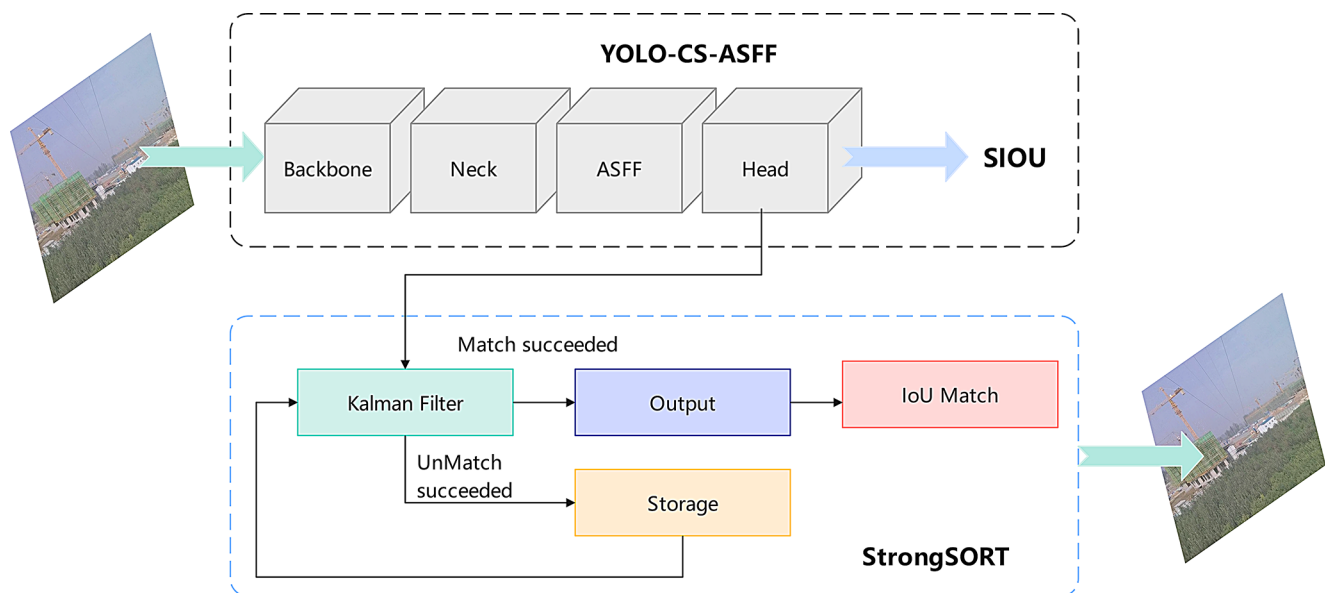 YOLO-CS-ASFF
Backbone
Neck
ASFF
Head
SIOU
Match succeeded
Kalman Filter
Output
IoU Match
UnMatch
succeeded
Storage
StrongSORT